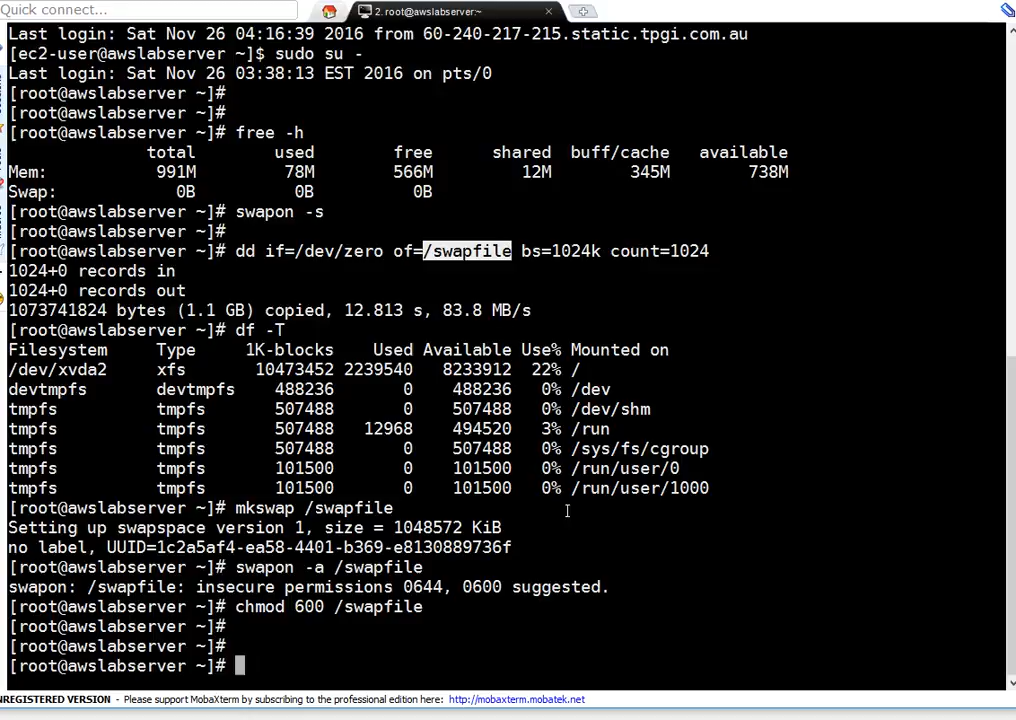 Quick connect...
2. root@awslabserver:~
Last login: Sat Nov 26 04:16:39 2016 from 60-240-217-215.static.tpgi.com.au
[ec2-user@awslabserver ~]$ sudo su -
Last login: Sat Nov 26 03:38:13 EST 2016 on pts/0
[root@awslabserver ~]#
[root@awslabserver ~]#
[root@awslabserver ~]# free -h
total used free shared buff/cache available
Mem: 991M 78M 566M 12M 345M 738M
Swap: 0B 0B 0B
[root@awslabserver ~]# swapon -s
[root@awslabserver ~]#
[root@awslabserver ~]# dd if=/dev/zero of=/swapfile bs=1024k count=1024
1024+0 records in
1024+0 records out
1073741824 bytes (1.1 GB) copied, 12.813 s, 83.8 MB/s
[root@awslabserver ~]# df -T
Filesystem Type 1K-blocks Used Available Use% Mounted on
/dev/xvda2 xfs 10473452 2239540 8233912 22% /
devtmpfs devtmpfs 488236 0 488236 0% /dev
tmpfs tmpfs 507488 0 507488 0% /dev/shm
tmpfs tmpfs 507488 12968 494520 3% /run
tmpfs tmpfs 507488 0 507488 0% /sys/fs/cgroup
tmpfs tmpfs 101500 0 101500 0% /run/user/0
tmpfs tmpfs 101500 0 101500 0% /run/user/1000
[root@awslabserver ~]# mkswap /swapfile
Setting up swapspace version 1, size = 1048572 KiB
no label, UUID=1c2a5af4-ea58-4401-b369-e8130889736f
[root@awslabserver ~]# swapon -a /swapfile
swapon: /swapfile: insecure permissions 0644, 0600 suggested.
[root@awslabserver ~]# chmod 600 /swapfile
[root@awslabserver ~]#
[root@awslabserver ~]#
[root@awslabserver ~]#
NREGISTERED VERSION - Please support MobaXterm by subscribing to the professional edition here: http://mobaxterm.mobatek.net